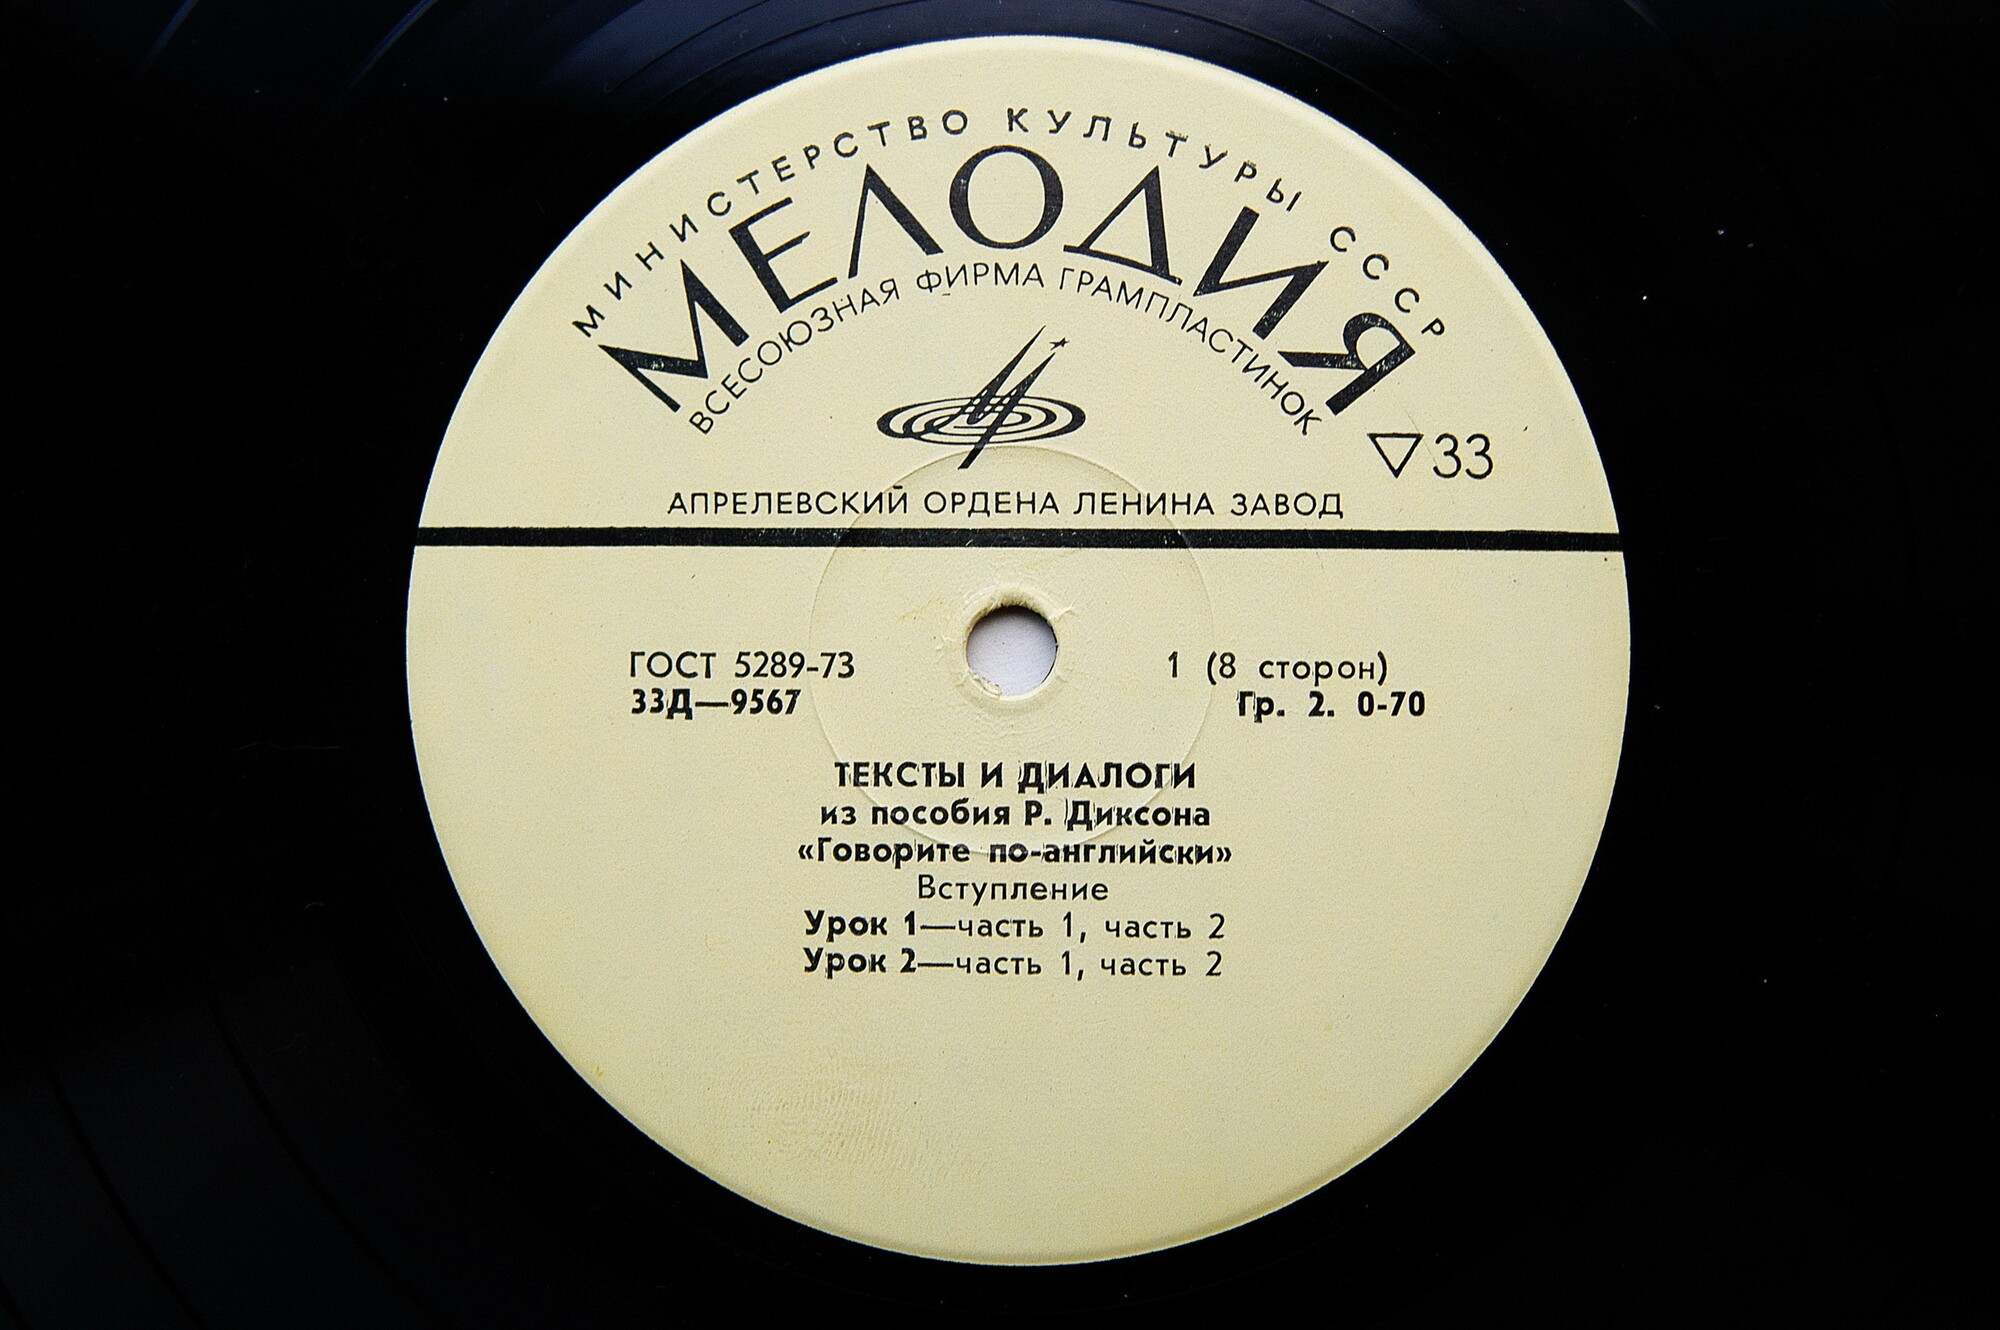 МИНИСТЕРСТВО КУЛЬТУРЫ СССР
МЕЛОДИЯ
ВСЕСОЮЗНАЯ ФИРМА ГРАМПЛАСТИНОК
33
АПРЕЛЕВСКИЙ ОРДЕНА ЛЕНИНА ЗАВОД
ГОСТ 5289-73 1 (8 сторон)
33Д—9567 Гр. 2. 0-70
ТЕКСТЫ И ДИАЛОГИ
из пособия Р. Диксона
«Говорите по-английски»
Вступление
Урок 1—часть 1, часть 2
Урок 2—часть 1, часть 2